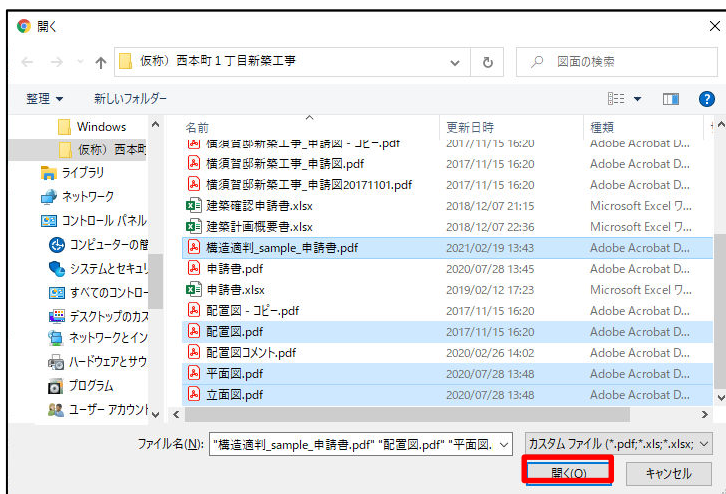 開く
仮称）西本町１丁目新築工事
図面の検索
整理 新しいフォルダー
名前 更新日時 種類
Windows
仮称）西本町
ライブラリ
ネットワーク
コントロール パネル
コンピューターの簡
システムとセキュリ
すべてのコントロー
デスクトップのカス
ネットワークとイン
ハードウェアとサウ
プログラム
ユーザー アカウント
横須賀邸新築工事_申請図 - コピー.pdf 2017/11/15 16:20 Adobe Acrobat D...
横須賀邸新築工事_申請図.pdf 2017/11/15 16:20 Adobe Acrobat D...
横須賀邸新築工事_申請図20171101.pdf 2017/11/15 16:20 Adobe Acrobat D...
建築確認申請書.xlsx 2018/12/07 21:15 Microsoft Excel ワ...
建築計画概要書.xlsx 2018/12/07 22:36 Microsoft Excel ワ...
構造適判_sample_申請書.pdf 2021/02/19 13:43 Adobe Acrobat D...
申請書.pdf 2020/07/28 13:45 Adobe Acrobat D...
申請書.xlsx 2019/02/12 17:23 Microsoft Excel ワ...
配置図 - コピー.pdf 2017/11/15 16:20 Adobe Acrobat D...
配置図.pdf 2017/11/15 16:20 Adobe Acrobat D...
配置図コメント.pdf 2020/02/26 14:02 Adobe Acrobat D...
平面図.pdf 2020/07/28 13:48 Adobe Acrobat D...
立面図.pdf 2020/07/28 13:48 Adobe Acrobat D...
ファイル名(N): "構造適判_sample_申請書.pdf" "配置図.pdf" "平面図. カスタム ファイル (*.pdf;*.xls;*.xlsx;
開く(O) キャンセル